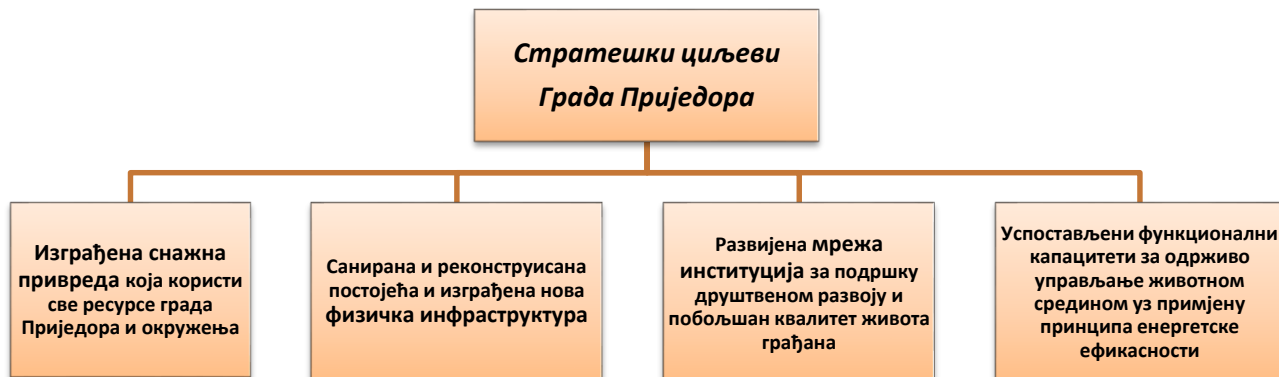 Стратешки циљеви
Града Приједора
Изграђена снажна
привреда која користи
све ресурсе града
Приједора и окружења
Санирана и реконструисана
постојећа и изграђена нова
физичка инфраструктура
Развијена мрежа
институција за подршку
друштвеном развоју и
побољшан квалитет живота
грађана
Успостављени функционални
капацитети за одрживо
управљање животном
средином уз примјену
принципа енергетске
ефикасности